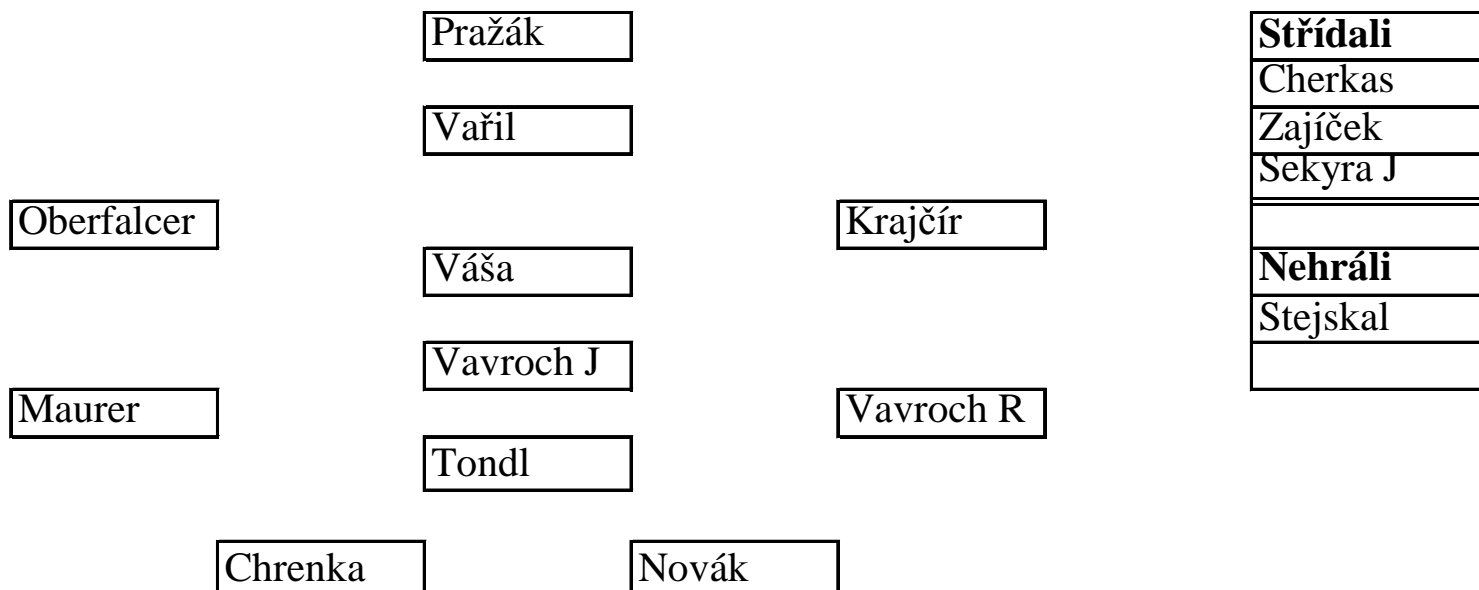 Pražák
Vařil
Oberfalcer Krajčír
Váša
Vavroch J
Maurer Vavroch R
Tondl
Chrenka Novák
Střídali
Cherkas
Zajíček
Sekyra J
Nehráli
Stejskal